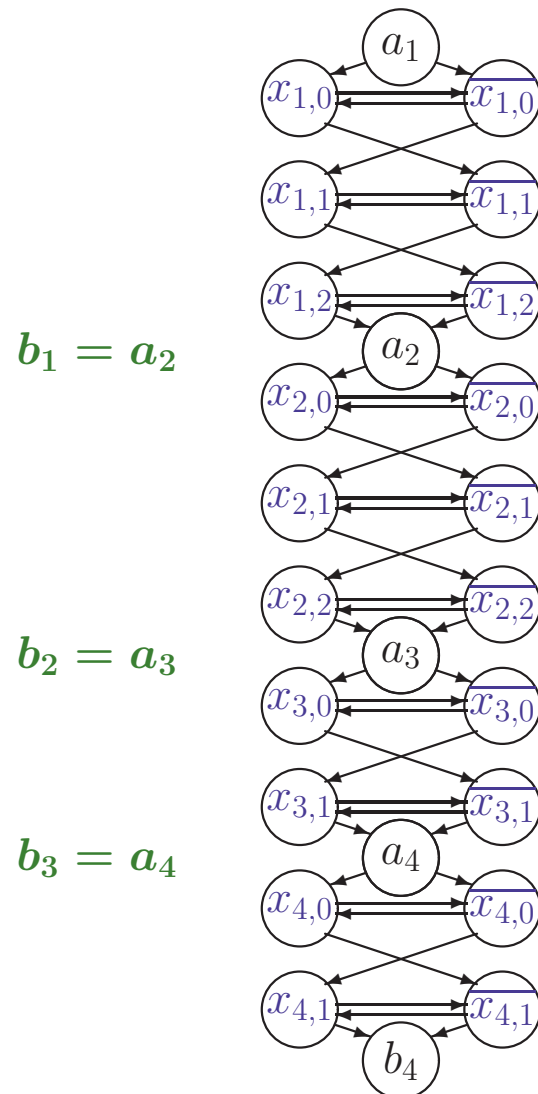 a₁
x₁,₀ x̅₁,₀
x₁,₁ x̅₁,₁
x₁,₂ x̅₁,₂
b₁ = a₂ a₂
x₂,₀ x̅₂,₀
x₂,₁ x̅₂,₁
x₂,₂ x̅₂,₂
b₂ = a₃ a₃
x₃,₀ x̅₃,₀
x₃,₁ x̅₃,₁
b₃ = a₄ a₄
x₄,₀ x̅₄,₀
x₄,₁ x̅₄,₁
b₄